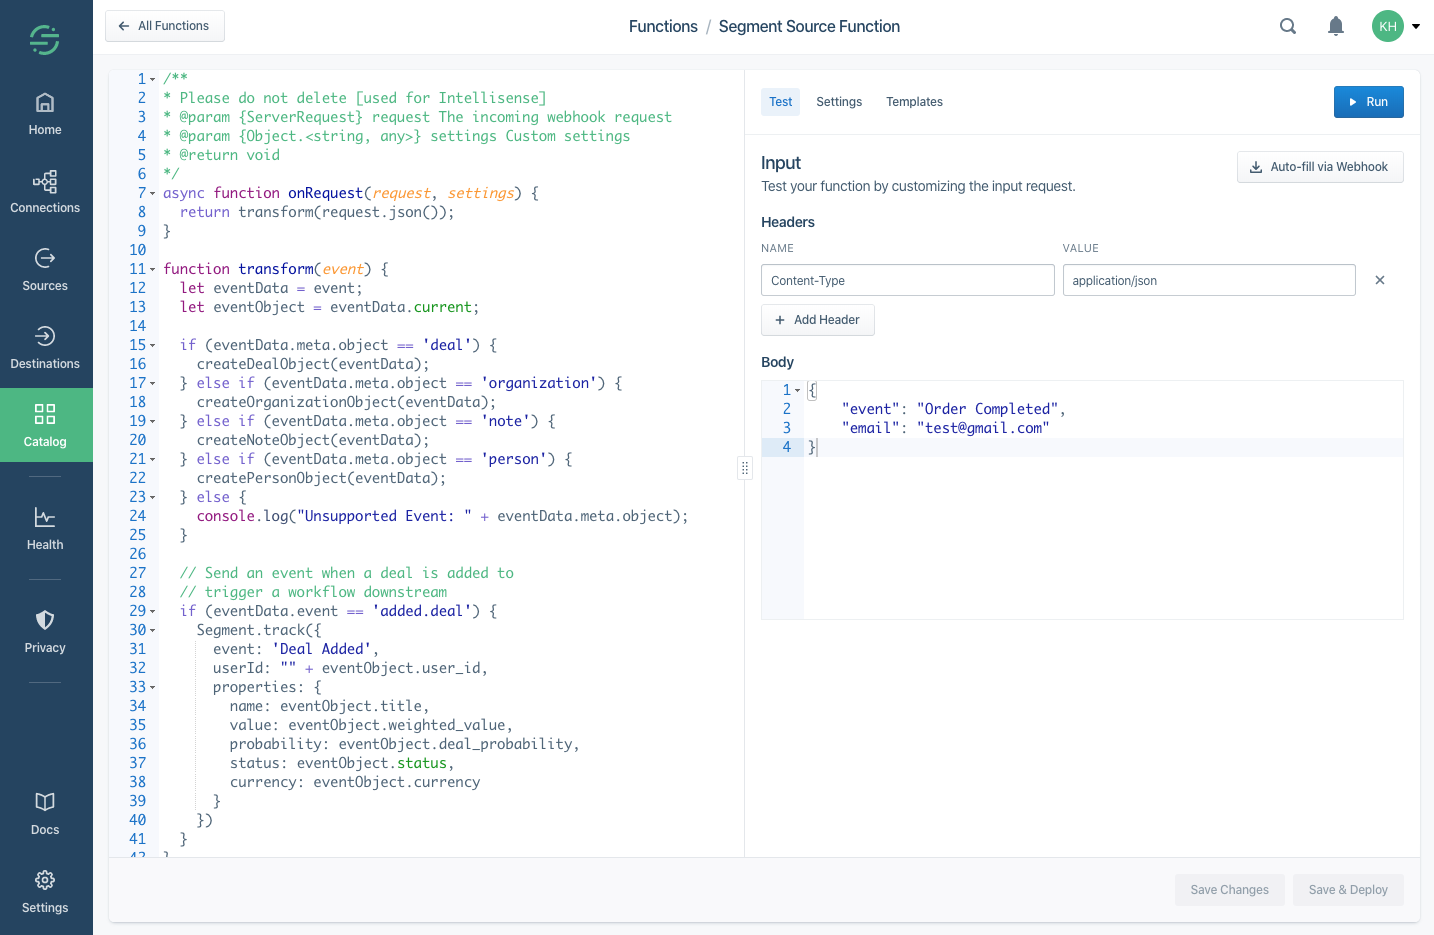 All Functions
Functions / Segment Source Function
KH
Home
Connections
Sources
Destinations
Catalog
Health
Privacy
Docs
Settings
1 /**
2 * Please do not delete [used for Intellisense]
3 * @param {ServerRequest} request The incoming webhook request
4 * @param {Object.<string, any>} settings Custom settings
5 * @return void
6 */
7 async function onRequest(request, settings) {
8   return transform(request.json());
9 }
10
11 function transform(event) {
12   let eventData = event;
13   let eventObject = eventData.current;
14
15   if (eventData.meta.object == 'deal') {
16     createDealObject(eventData);
17   } else if (eventData.meta.object == 'organization') {
18     createOrganizationObject(eventData);
19   } else if (eventData.meta.object == 'note') {
20     createNoteObject(eventData);
21   } else if (eventData.meta.object == 'person') {
22     createPersonObject(eventData);
23   } else {
24     console.log("Unsupported Event: " + eventData.meta.object);
25   }
26
27   // Send an event when a deal is added to
28   // trigger a workflow downstream
29   if (eventData.event == 'added.deal') {
30     Segment.track({
31       event: 'Deal Added',
32       userId: "" + eventObject.user_id,
33       properties: {
34         name: eventObject.title,
35         value: eventObject.weighted_value,
36         probability: eventObject.deal_probability,
37         status: eventObject.status,
38         currency: eventObject.currency
39       }
40     })
41   }
42 }
Test Settings Templates
Run
Input
Auto-fill via Webhook
Test your function by customizing the input request.
Headers
NAME VALUE
Content-Type application/json
Add Header
Body
1 {
2     "event": "Order Completed",
3     "email": "test@gmail.com"
4 }
Save Changes Save & Deploy